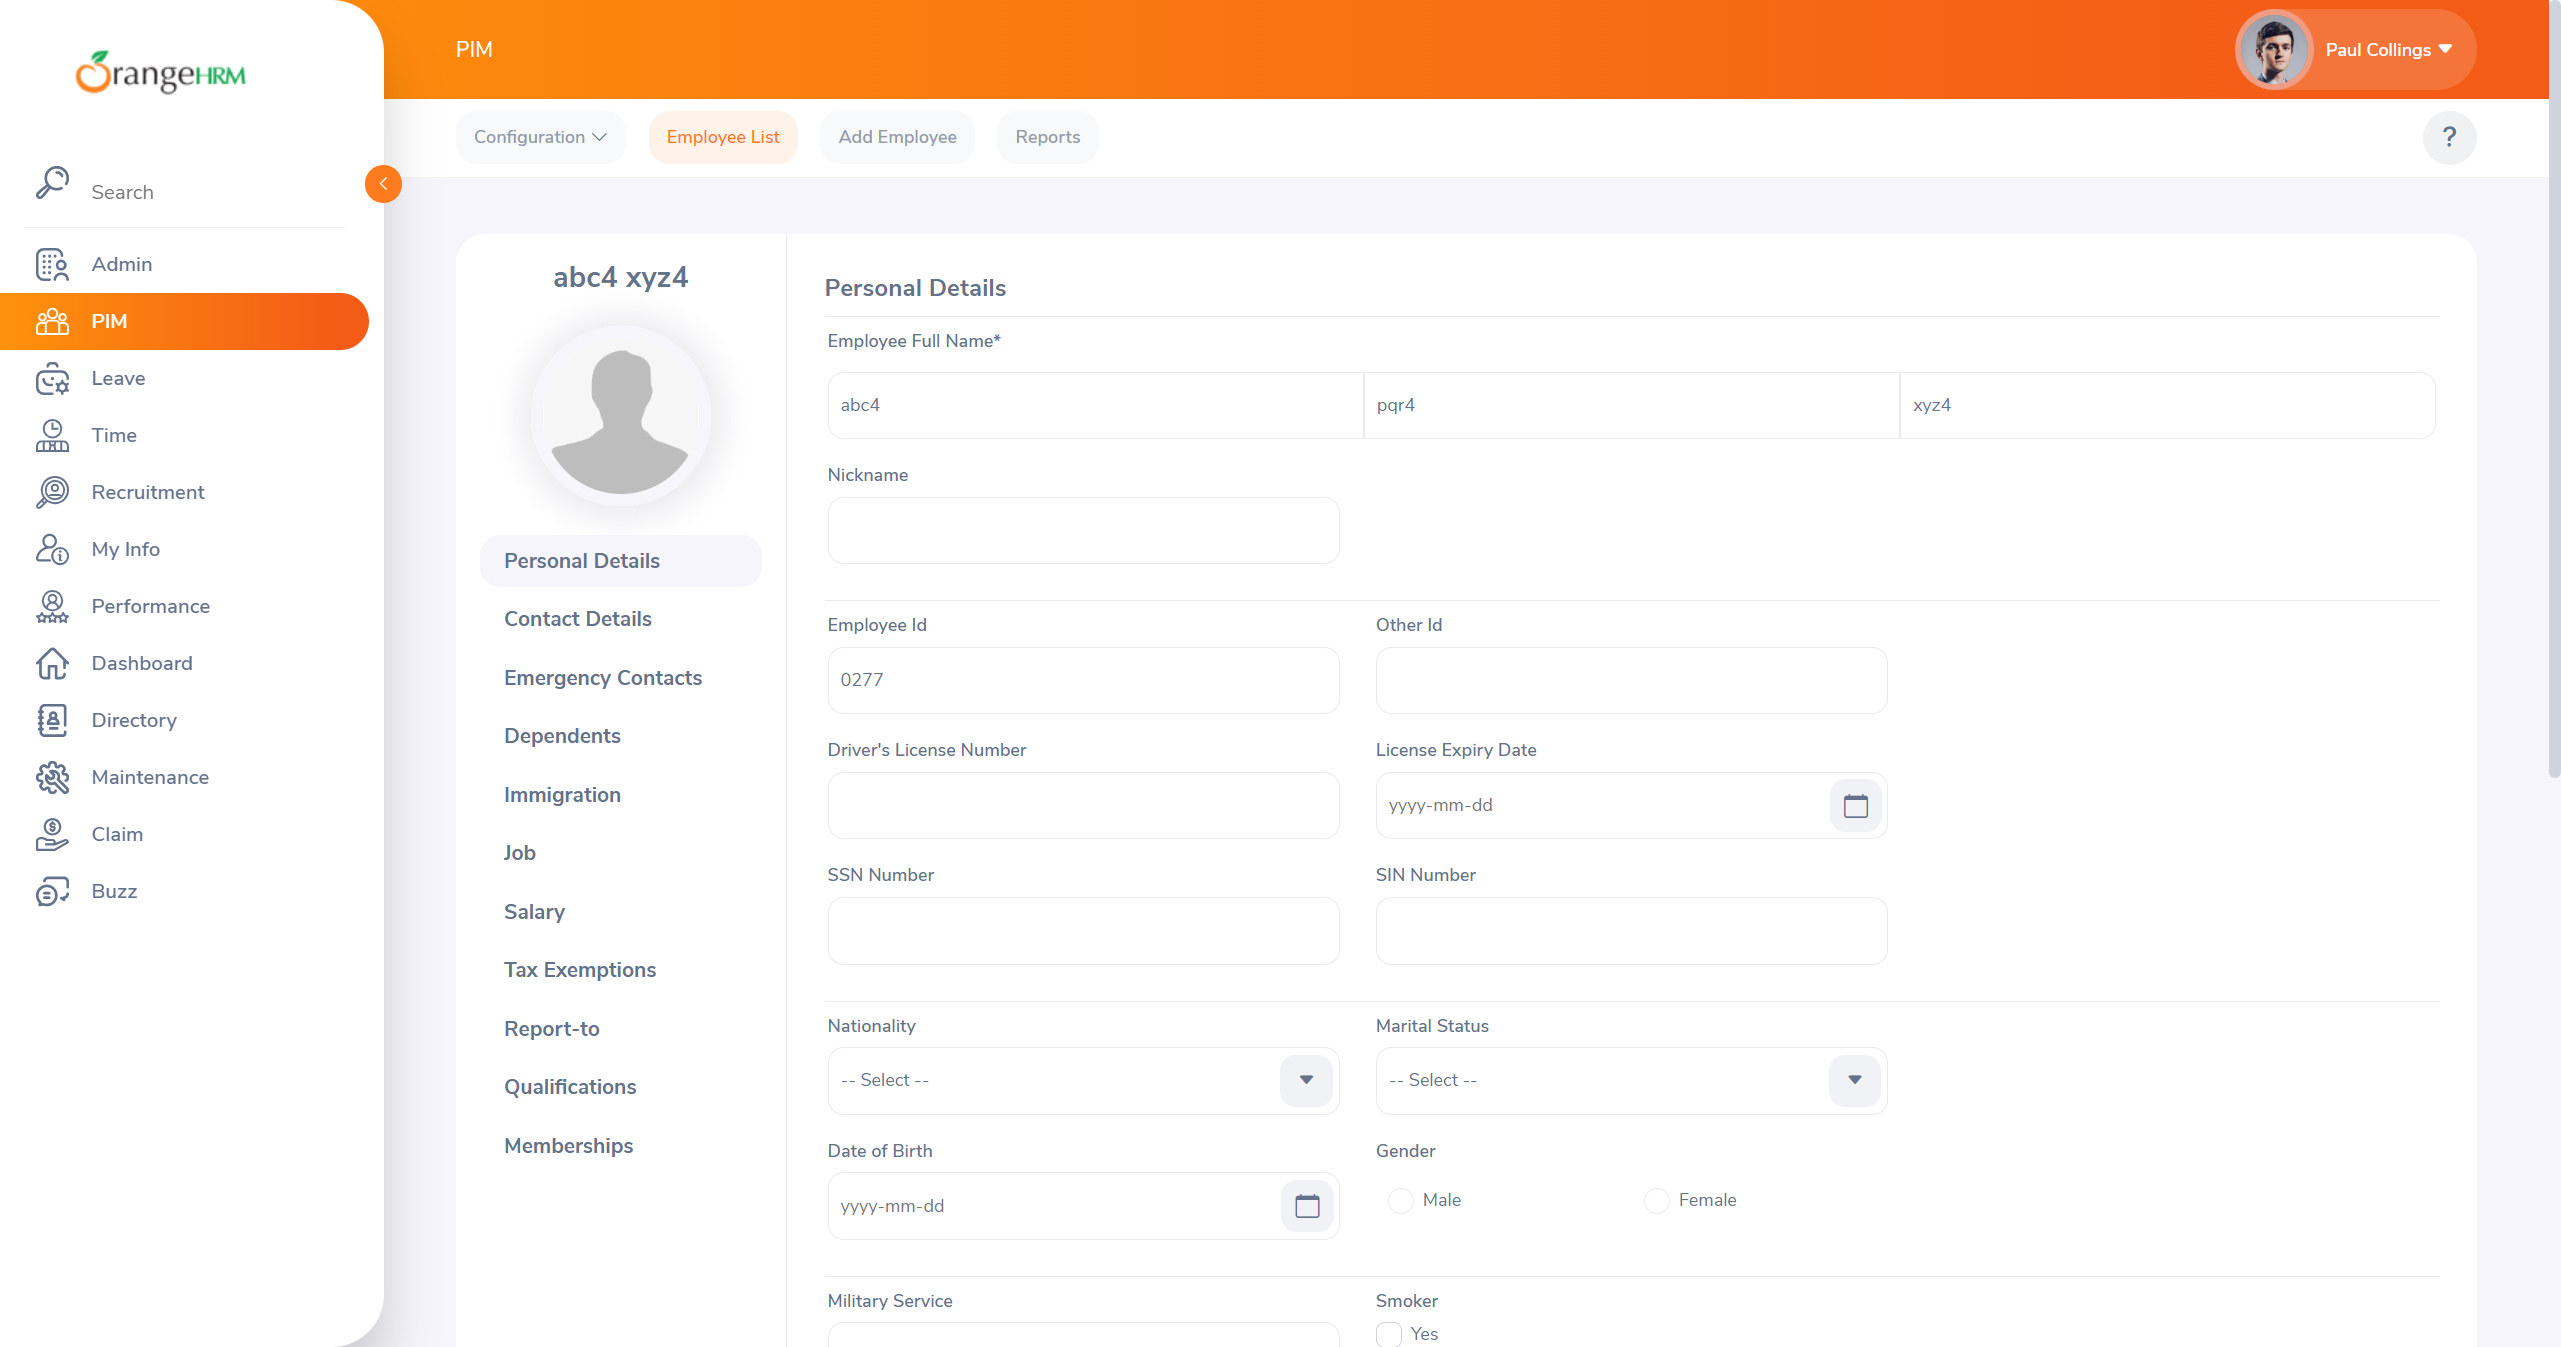 OrangeHRM
PIM
Paul Collings
Configuration
Employee List
Add Employee
Reports
?
Search
Admin
PIM
Leave
Time
Recruitment
My Info
Performance
Dashboard
Directory
Maintenance
Claim
Buzz
abc4 xyz4
Personal Details
Contact Details
Emergency Contacts
Dependents
Immigration
Job
Salary
Tax Exemptions
Report-to
Qualifications
Memberships
Personal Details
Employee Full Name*
abc4
pqr4
xyz4
Nickname
Employee Id
Other Id
0277
Driver's License Number
License Expiry Date
yyyy-mm-dd
SSN Number
SIN Number
Nationality
Marital Status
-- Select --
-- Select --
Date of Birth
Gender
yyyy-mm-dd
Male
Female
Military Service
Smoker
Yes